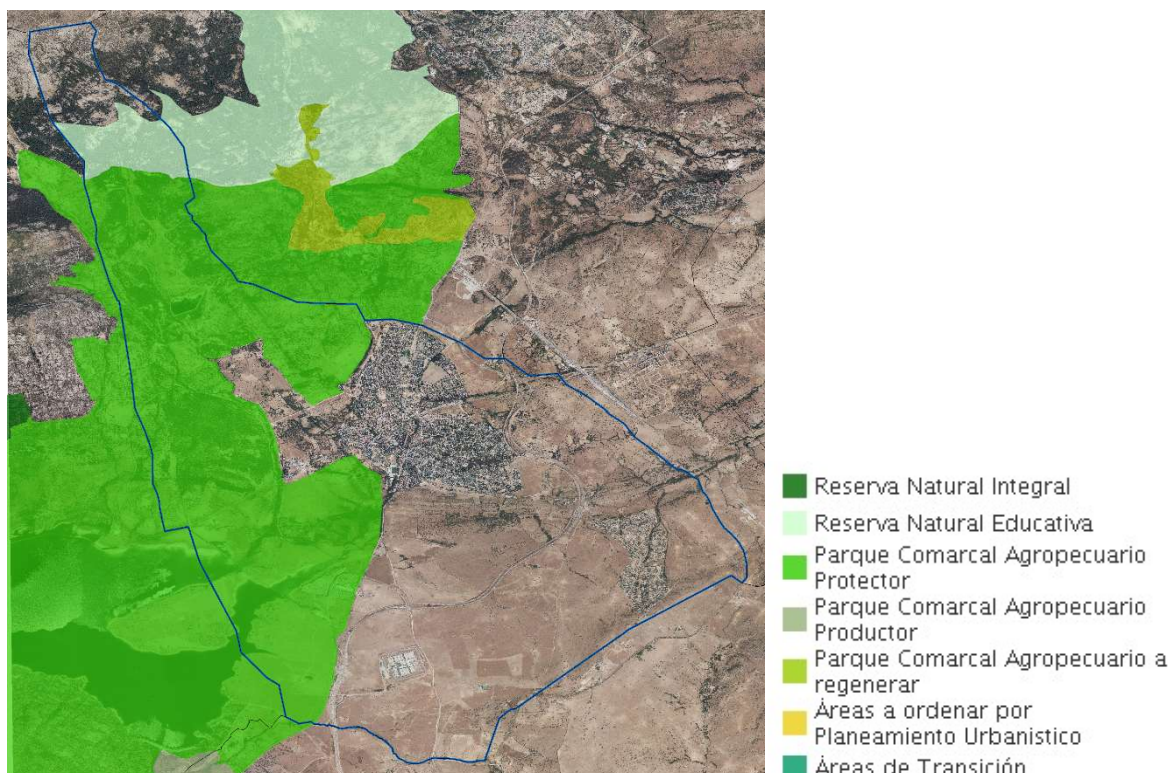 Reserva Natural Integral
Reserva Natural Educativa
Parque Comarcal Agropecuario
Protector
Parque Comarcal Agropecuario
Productor
Parque Comarcal Agropecuario a
regenerar
Áreas a ordenar por
Planeamiento Urbanistico
Áreas de Transición